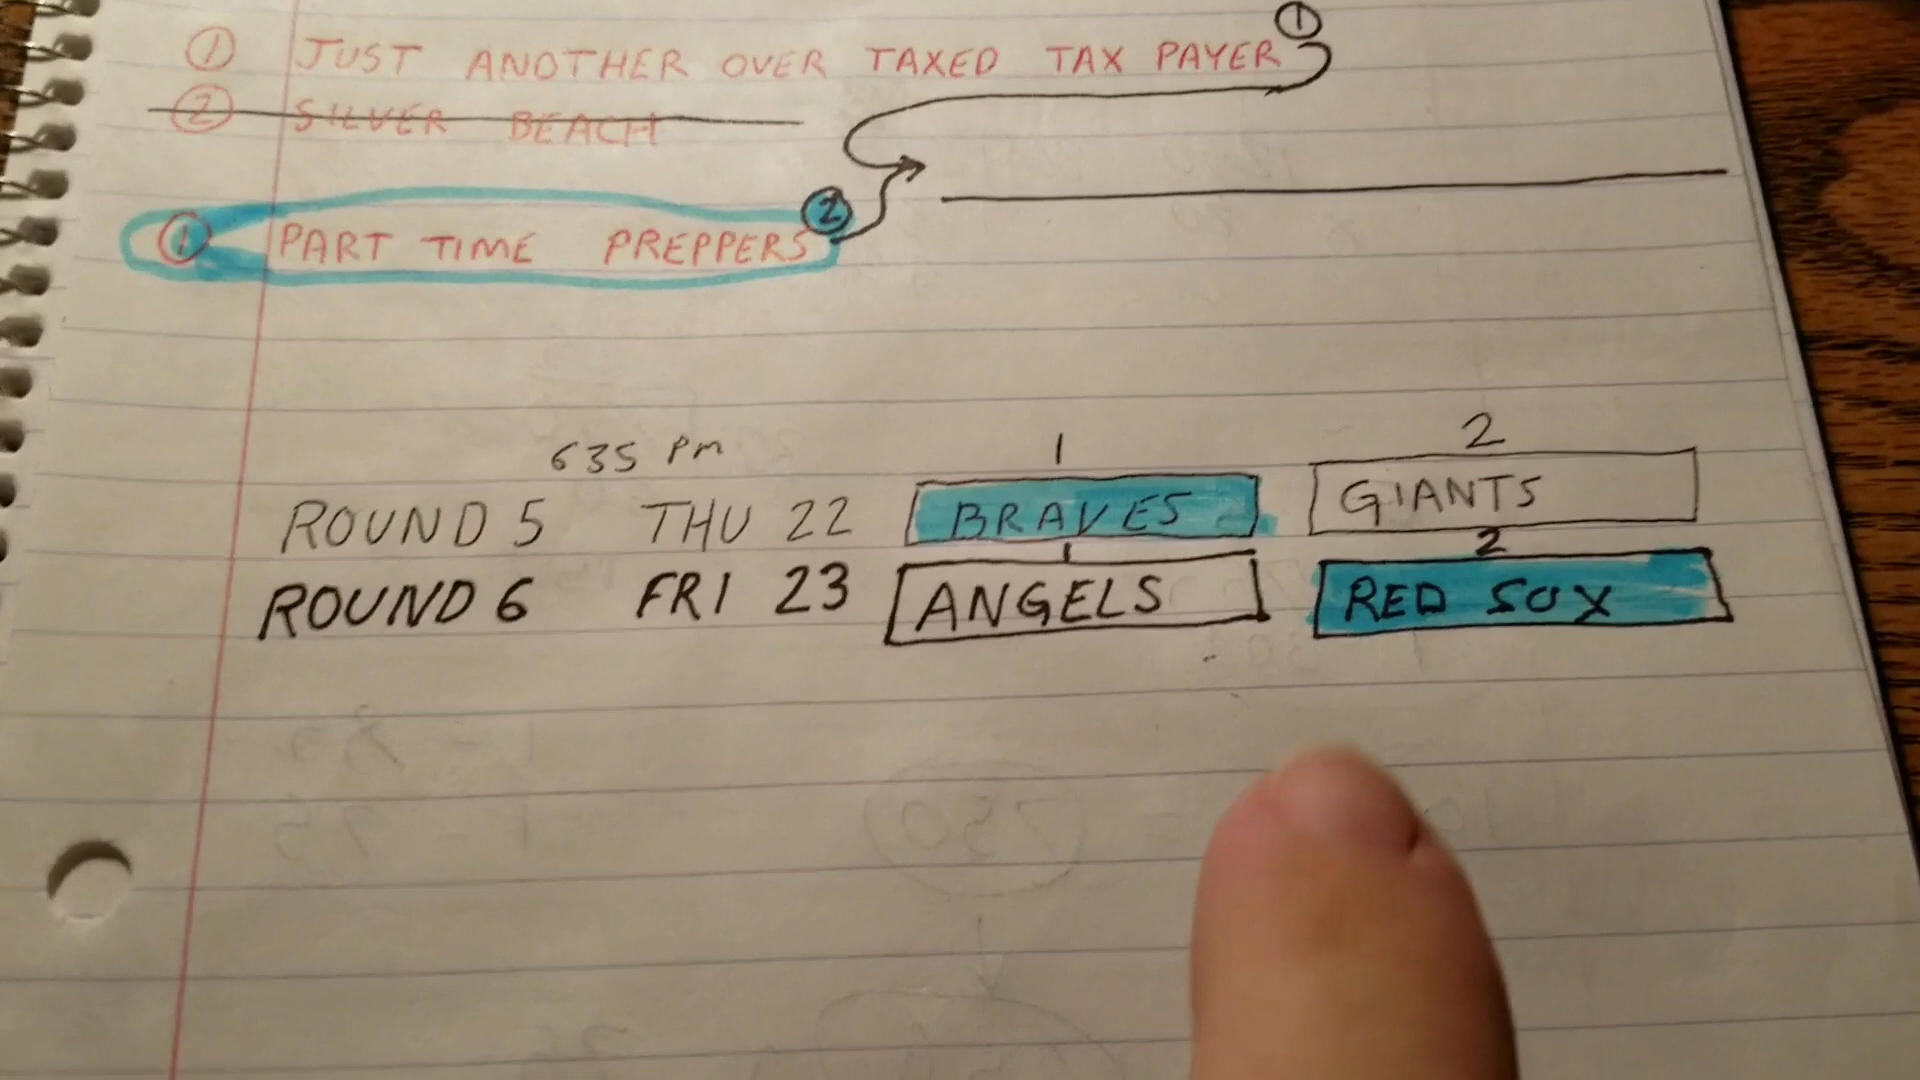 ① JUST ANOTHER OVER TAXED TAX PAYER ①
② SILVER BEACH
① PART TIME PREPPERS ②
635 PM 1 2
ROUND 5 THU 22 BRAVES GIANTS
1 2
ROUND 6 FRI 23 ANGELS RED SOX